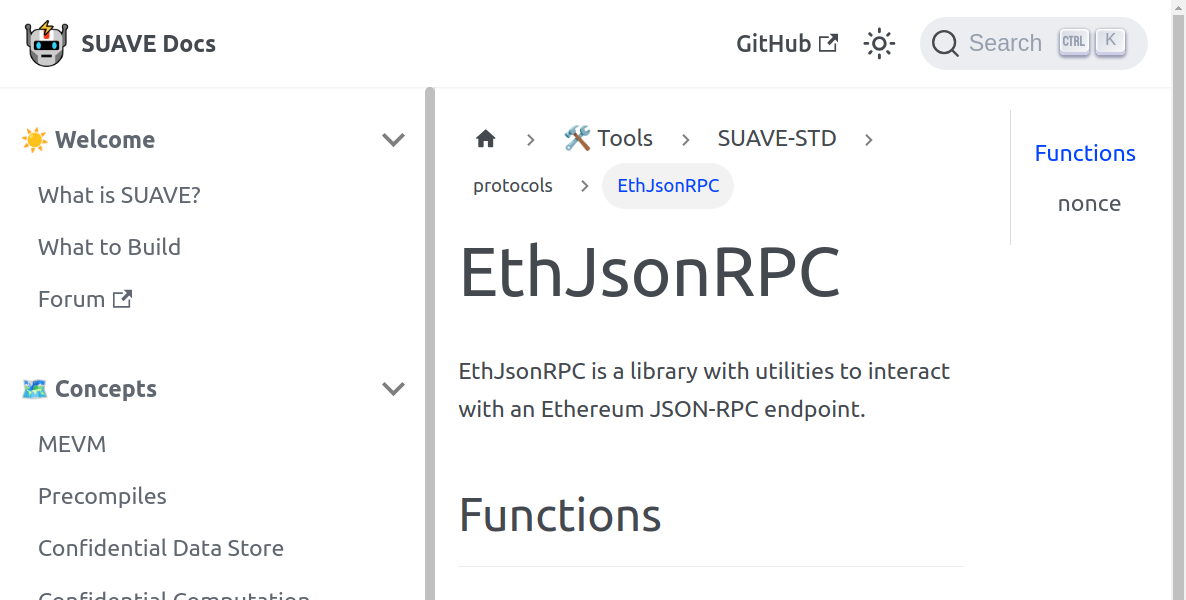 SUAVE Docs
GitHub
Search CTRL K
☀️ Welcome
What is SUAVE?
What to Build
Forum
🗺️ Concepts
MEVM
Precompiles
Confidential Data Store
Confidential Computation
🛠️ Tools
SUAVE-STD
protocols
EthJsonRPC
EthJsonRPC
EthJsonRPC is a library with utilities to interact
with an Ethereum JSON-RPC endpoint.
Functions
Functions
nonce